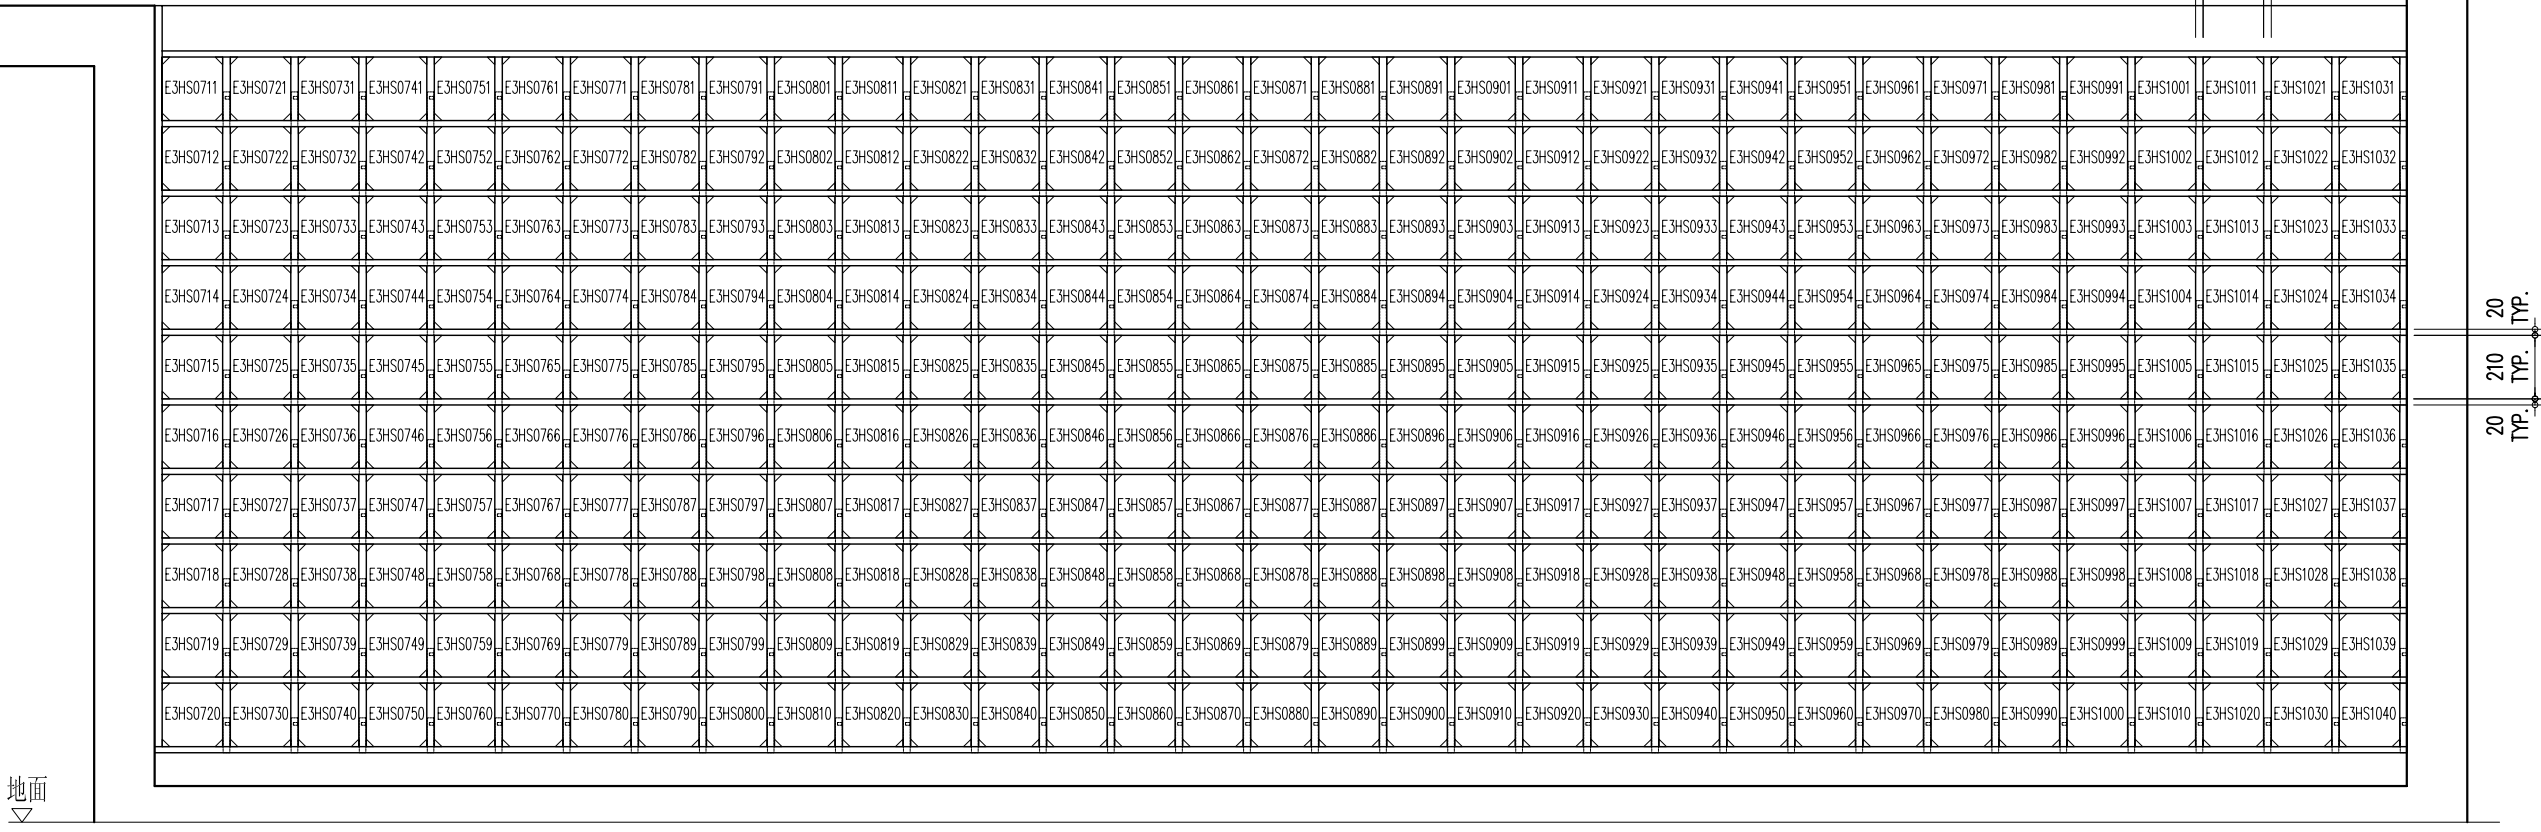 E3HS0711 E3HS0721 E3HS0731 E3HS0741 E3HS0751 E3HS0761 E3HS0771 E3HS0781 E3HS0791 E3HS0801 E3HS0811 E3HS0821 E3HS0831 E3HS0841 E3HS0851 E3HS0861 E3HS0871 E3HS0881 E3HS0891 E3HS0901 E3HS0911 E3HS0921 E3HS0931 E3HS0941 E3HS0951 E3HS0961 E3HS0971 E3HS0981 E3HS0991 E3HS1001 E3HS1011 E3HS1021 E3HS1031
E3HS0712 E3HS0722 E3HS0732 E3HS0742 E3HS0752 E3HS0762 E3HS0772 E3HS0782 E3HS0792 E3HS0802 E3HS0812 E3HS0822 E3HS0832 E3HS0842 E3HS0852 E3HS0862 E3HS0872 E3HS0882 E3HS0892 E3HS0902 E3HS0912 E3HS0922 E3HS0932 E3HS0942 E3HS0952 E3HS0962 E3HS0972 E3HS0982 E3HS0992 E3HS1002 E3HS1012 E3HS1022 E3HS1032
E3HS0713 E3HS0723 E3HS0733 E3HS0743 E3HS0753 E3HS0763 E3HS0773 E3HS0783 E3HS0793 E3HS0803 E3HS0813 E3HS0823 E3HS0833 E3HS0843 E3HS0853 E3HS0863 E3HS0873 E3HS0883 E3HS0893 E3HS0903 E3HS0913 E3HS0923 E3HS0933 E3HS0943 E3HS0953 E3HS0963 E3HS0973 E3HS0983 E3HS0993 E3HS1003 E3HS1013 E3HS1023 E3HS1033
E3HS0714 E3HS0724 E3HS0734 E3HS0744 E3HS0754 E3HS0764 E3HS0774 E3HS0784 E3HS0794 E3HS0804 E3HS0814 E3HS0824 E3HS0834 E3HS0844 E3HS0854 E3HS0864 E3HS0874 E3HS0884 E3HS0894 E3HS0904 E3HS0914 E3HS0924 E3HS0934 E3HS0944 E3HS0954 E3HS0964 E3HS0974 E3HS0984 E3HS0994 E3HS1004 E3HS1014 E3HS1024 E3HS1034
20 TYP.
E3HS0715 E3HS0725 E3HS0735 E3HS0745 E3HS0755 E3HS0765 E3HS0775 E3HS0785 E3HS0795 E3HS0805 E3HS0815 E3HS0825 E3HS0835 E3HS0845 E3HS0855 E3HS0865 E3HS0875 E3HS0885 E3HS0895 E3HS0905 E3HS0915 E3HS0925 E3HS0935 E3HS0945 E3HS0955 E3HS0965 E3HS0975 E3HS0985 E3HS0995 E3HS1005 E3HS1015 E3HS1025 E3HS1035
210 TYP.
E3HS0716 E3HS0726 E3HS0736 E3HS0746 E3HS0756 E3HS0766 E3HS0776 E3HS0786 E3HS0796 E3HS0806 E3HS0816 E3HS0826 E3HS0836 E3HS0846 E3HS0856 E3HS0866 E3HS0876 E3HS0886 E3HS0896 E3HS0906 E3HS0916 E3HS0926 E3HS0936 E3HS0946 E3HS0956 E3HS0966 E3HS0976 E3HS0986 E3HS0996 E3HS1006 E3HS1016 E3HS1026 E3HS1036
20 TYP.
E3HS0717 E3HS0727 E3HS0737 E3HS0747 E3HS0757 E3HS0767 E3HS0777 E3HS0787 E3HS0797 E3HS0807 E3HS0817 E3HS0827 E3HS0837 E3HS0847 E3HS0857 E3HS0867 E3HS0877 E3HS0887 E3HS0897 E3HS0907 E3HS0917 E3HS0927 E3HS0937 E3HS0947 E3HS0957 E3HS0967 E3HS0977 E3HS0987 E3HS0997 E3HS1007 E3HS1017 E3HS1027 E3HS1037
E3HS0718 E3HS0728 E3HS0738 E3HS0748 E3HS0758 E3HS0768 E3HS0778 E3HS0788 E3HS0798 E3HS0808 E3HS0818 E3HS0828 E3HS0838 E3HS0848 E3HS0858 E3HS0868 E3HS0878 E3HS0888 E3HS0898 E3HS0908 E3HS0918 E3HS0928 E3HS0938 E3HS0948 E3HS0958 E3HS0968 E3HS0978 E3HS0988 E3HS0998 E3HS1008 E3HS1018 E3HS1028 E3HS1038
E3HS0719 E3HS0729 E3HS0739 E3HS0749 E3HS0759 E3HS0769 E3HS0779 E3HS0789 E3HS0799 E3HS0809 E3HS0819 E3HS0829 E3HS0839 E3HS0849 E3HS0859 E3HS0869 E3HS0879 E3HS0889 E3HS0899 E3HS0909 E3HS0919 E3HS0929 E3HS0939 E3HS0949 E3HS0959 E3HS0969 E3HS0979 E3HS0989 E3HS0999 E3HS1009 E3HS1019 E3HS1029 E3HS1039
E3HS0720 E3HS0730 E3HS0740 E3HS0750 E3HS0760 E3HS0770 E3HS0780 E3HS0790 E3HS0800 E3HS0810 E3HS0820 E3HS0830 E3HS0840 E3HS0850 E3HS0860 E3HS0870 E3HS0880 E3HS0890 E3HS0900 E3HS0910 E3HS0920 E3HS0930 E3HS0940 E3HS0950 E3HS0960 E3HS0970 E3HS0980 E3HS0990 E3HS1000 E3HS1010 E3HS1020 E3HS1030 E3HS1040
地面